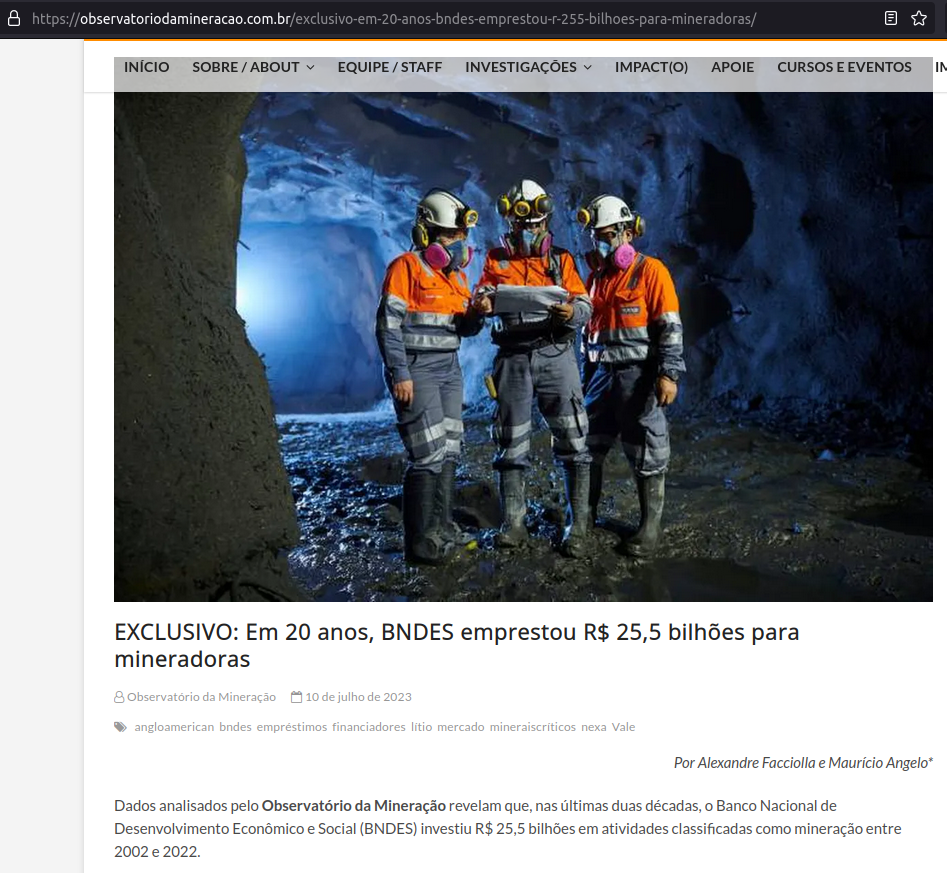 https://observatoriodamineracao.com.br/exclusivo-em-20-anos-bndes-emprestou-r-255-bilhoes-para-mineradoras/
INÍCIO SOBRE / ABOUT EQUIPE / STAFF INVESTIGAÇÕES IMPACT(O) APOIE CURSOS E EVENTOS IM
EXCLUSIVO: Em 20 anos, BNDES emprestou R$ 25,5 bilhões para
mineradoras
Observatório da Mineração 10 de julho de 2023
angloamerican bndes empréstimos financiadores lítio mercado mineraiscríticos nexa Vale
Por Alexandre Facciolla e Maurício Angelo*
Dados analisados pelo Observatório da Mineração revelam que, nas últimas duas décadas, o Banco Nacional de
Desenvolvimento Econômico e Social (BNDES) investiu R$ 25,5 bilhões em atividades classificadas como mineração entre
2002 e 2022.